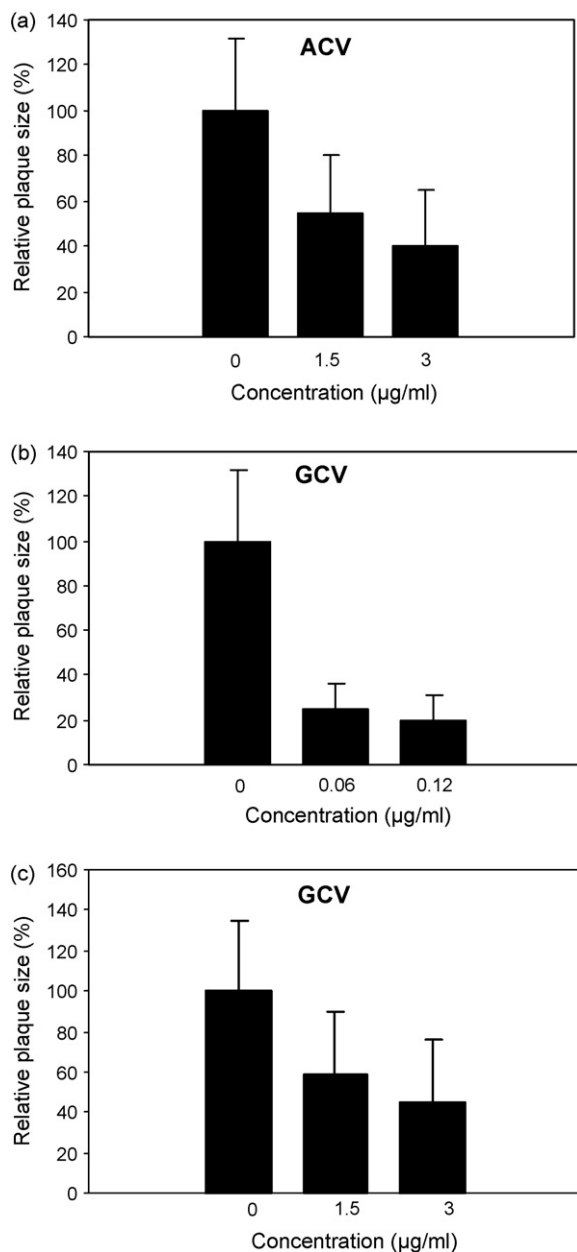 (a)
ACV
Relative plaque size (%)
140
120
100
80
60
40
20
0
0 1.5 3
Concentration (µg/ml)
(b)
GCV
Relative plaque size (%)
140
120
100
80
60
40
20
0
0 0.06 0.12
Concentration (µg/ml)
(c)
GCV
Relative plaque size (%)
160
140
120
100
80
60
40
20
0
0 1.5 3
Concentration (µg/ml)